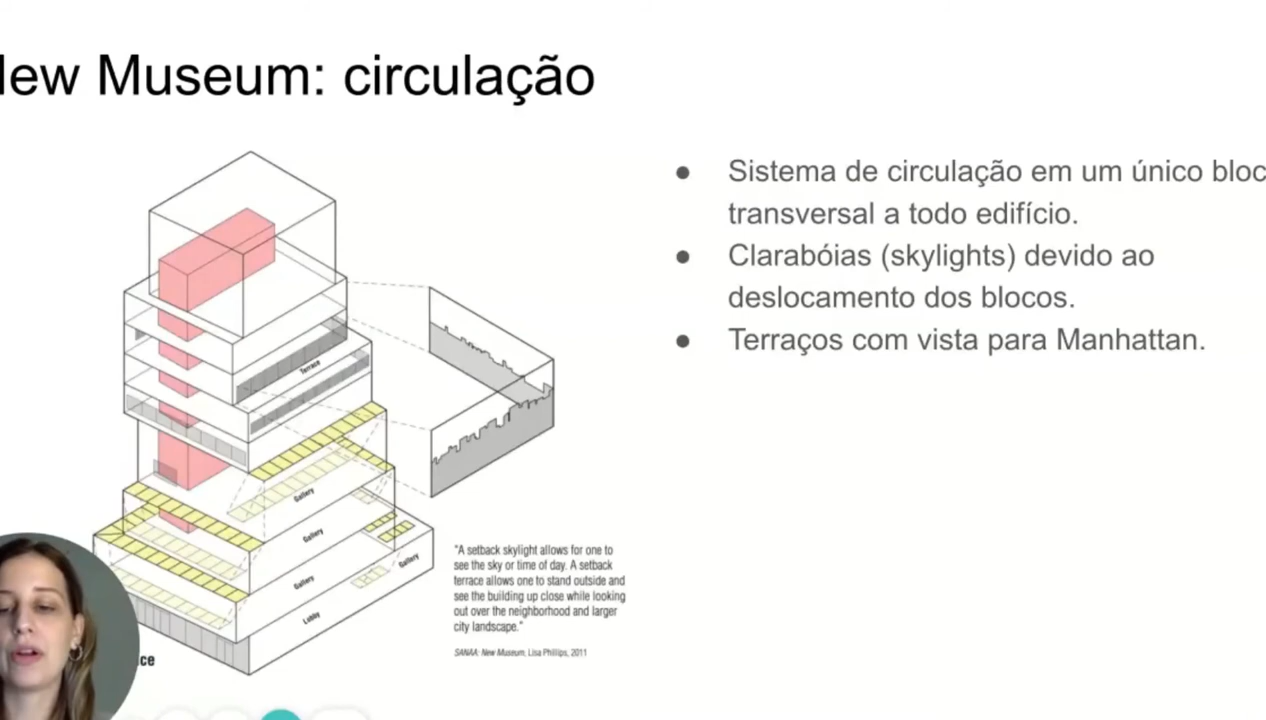 New Museum: circulação
Sistema de circulação em um único bloc
transversal a todo edifício.
Clarabóias (skylights) devido ao
deslocamento dos blocos.
Terraços com vista para Manhattan.
Terrace
Gallery
Gallery
Gallery
Gallery
Lobby
"A setback skylight allows for one to
see the sky or time of day. A setback
terrace allows one to stand outside and
see the building up close while looking
out over the neighborhood and larger
city landscape."
SANAA: New Museum, Lisa Phillips, 2011
ce